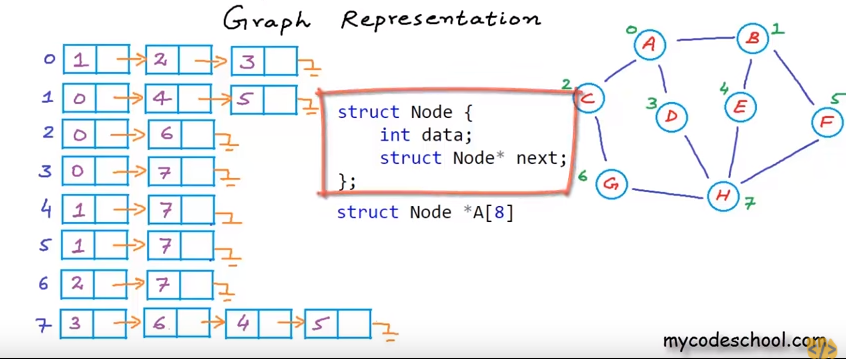 Graph Representation
0 1 2 3
1 0 4 5
2 0 6
3 0 7
4 1 7
5 1 7
6 2 7
7 3 6 4 5
struct Node {
int data;
struct Node* next;
};
struct Node *A[8]
0 A
B 1
2 C
3 D
4 E
F 5
6 G
H 7
mycodeschool.com
</>